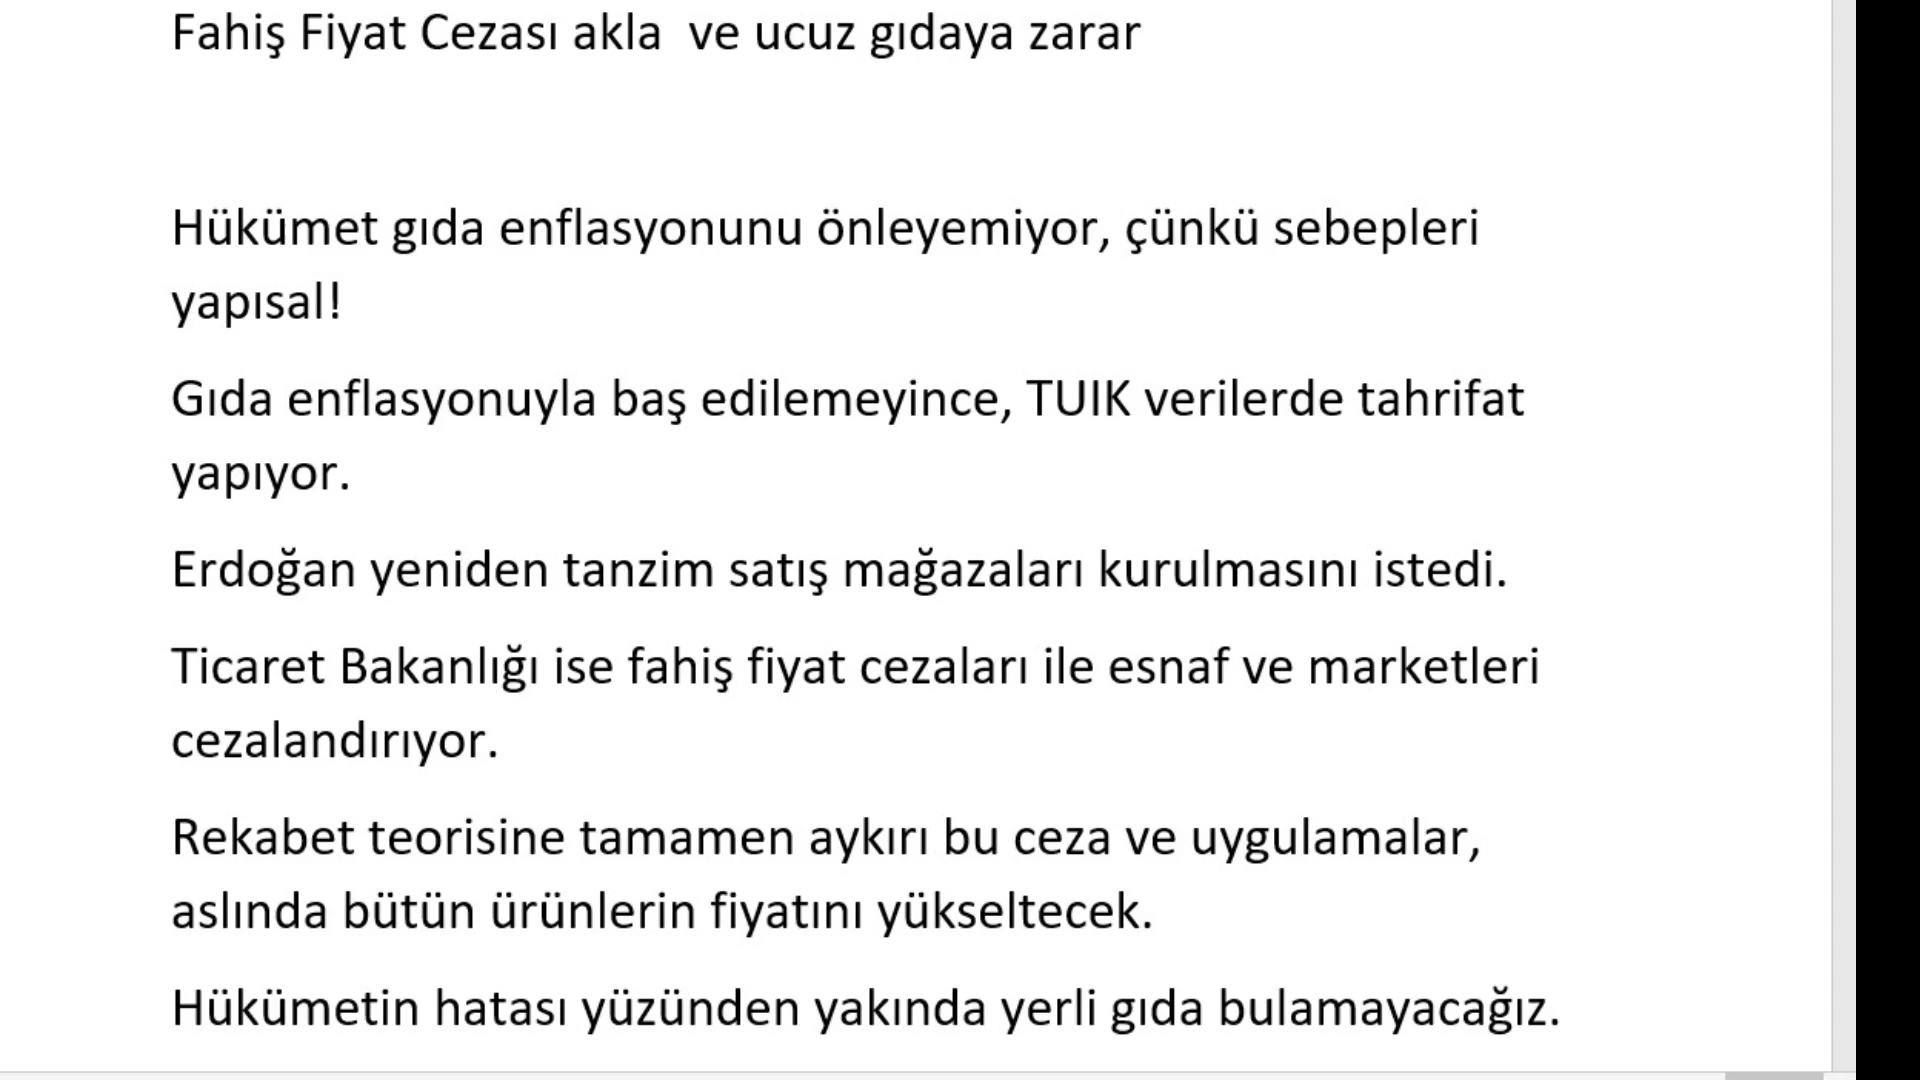 Fahiş Fiyat Cezası akla  ve ucuz gıdaya zarar
Hükümet gıda enflasyonunu önleyemiyor, çünkü sebepleri
yapısal!
Gıda enflasyonuyla baş edilemeyince, TUIK verilerde tahrifat
yapıyor.
Erdoğan yeniden tanzim satış mağazaları kurulmasını istedi.
Ticaret Bakanlığı ise fahiş fiyat cezaları ile esnaf ve marketleri
cezalandırıyor.
Rekabet teorisine tamamen aykırı bu ceza ve uygulamalar,
aslında bütün ürünlerin fiyatını yükseltecek.
Hükümetin hatası yüzünden yakında yerli gıda bulamayacağız.